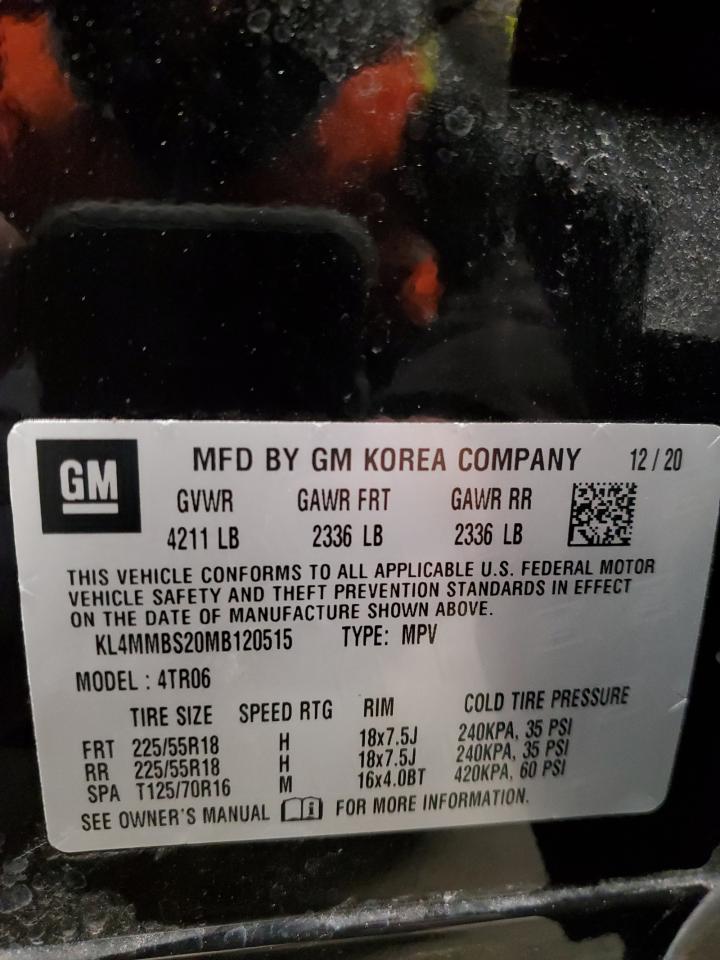 GM
MFD BY GM KOREA COMPANY 12 / 20
GVWR GAWR FRT GAWR RR
4211 LB 2336 LB 2336 LB
THIS VEHICLE CONFORMS TO ALL APPLICABLE U.S. FEDERAL MOTOR
VEHICLE SAFETY AND THEFT PREVENTION STANDARDS IN EFFECT
ON THE DATE OF MANUFACTURE SHOWN ABOVE.
KL4MMBS20MB120515 TYPE: MPV
MODEL : 4TR06
TIRE SIZE SPEED RTG RIM COLD TIRE PRESSURE
FRT 225/55R18 H 18x7.5J 240KPA, 35 PSI
RR 225/55R18 H 18x7.5J 240KPA, 35 PSI
SPA T125/70R16 M 16x4.0BT 420KPA, 60 PSI
SEE OWNER'S MANUAL FOR MORE INFORMATION.